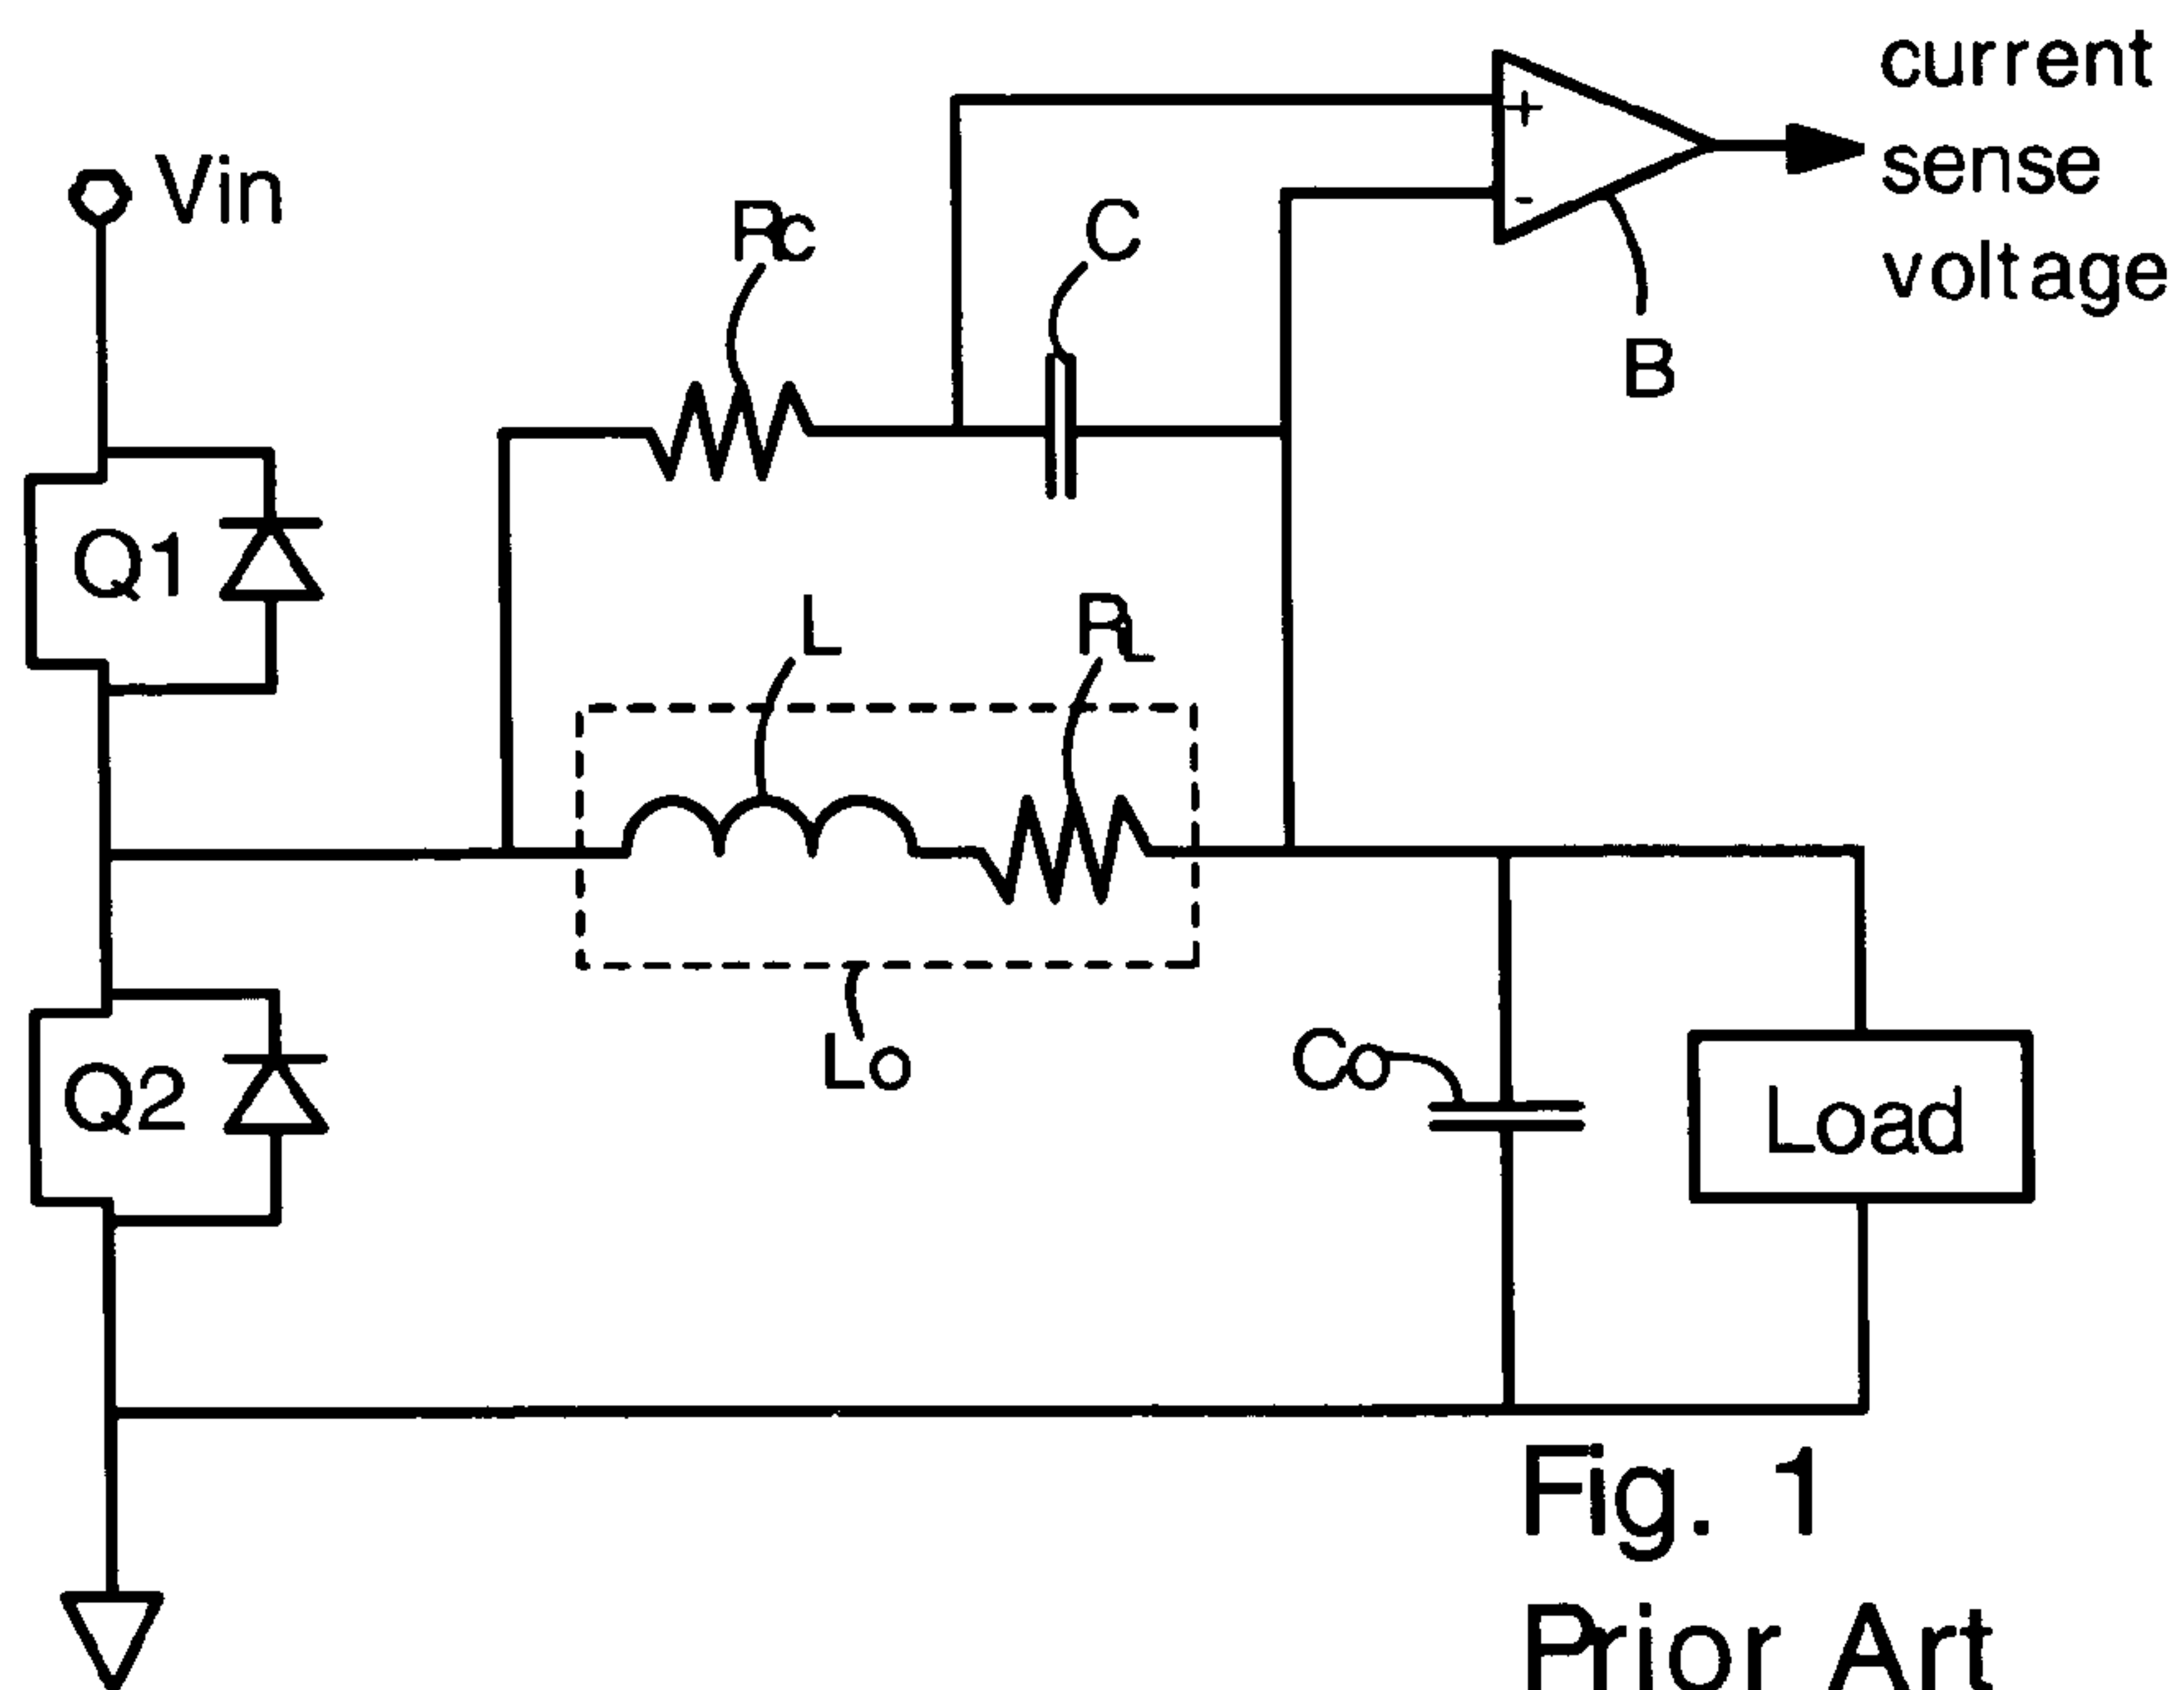 current
sense
voltage
Vin
Rc
C
+
-
B
Q1
L
RL
Lo
Q2
Co
Load
Fig. 1
Prior Art